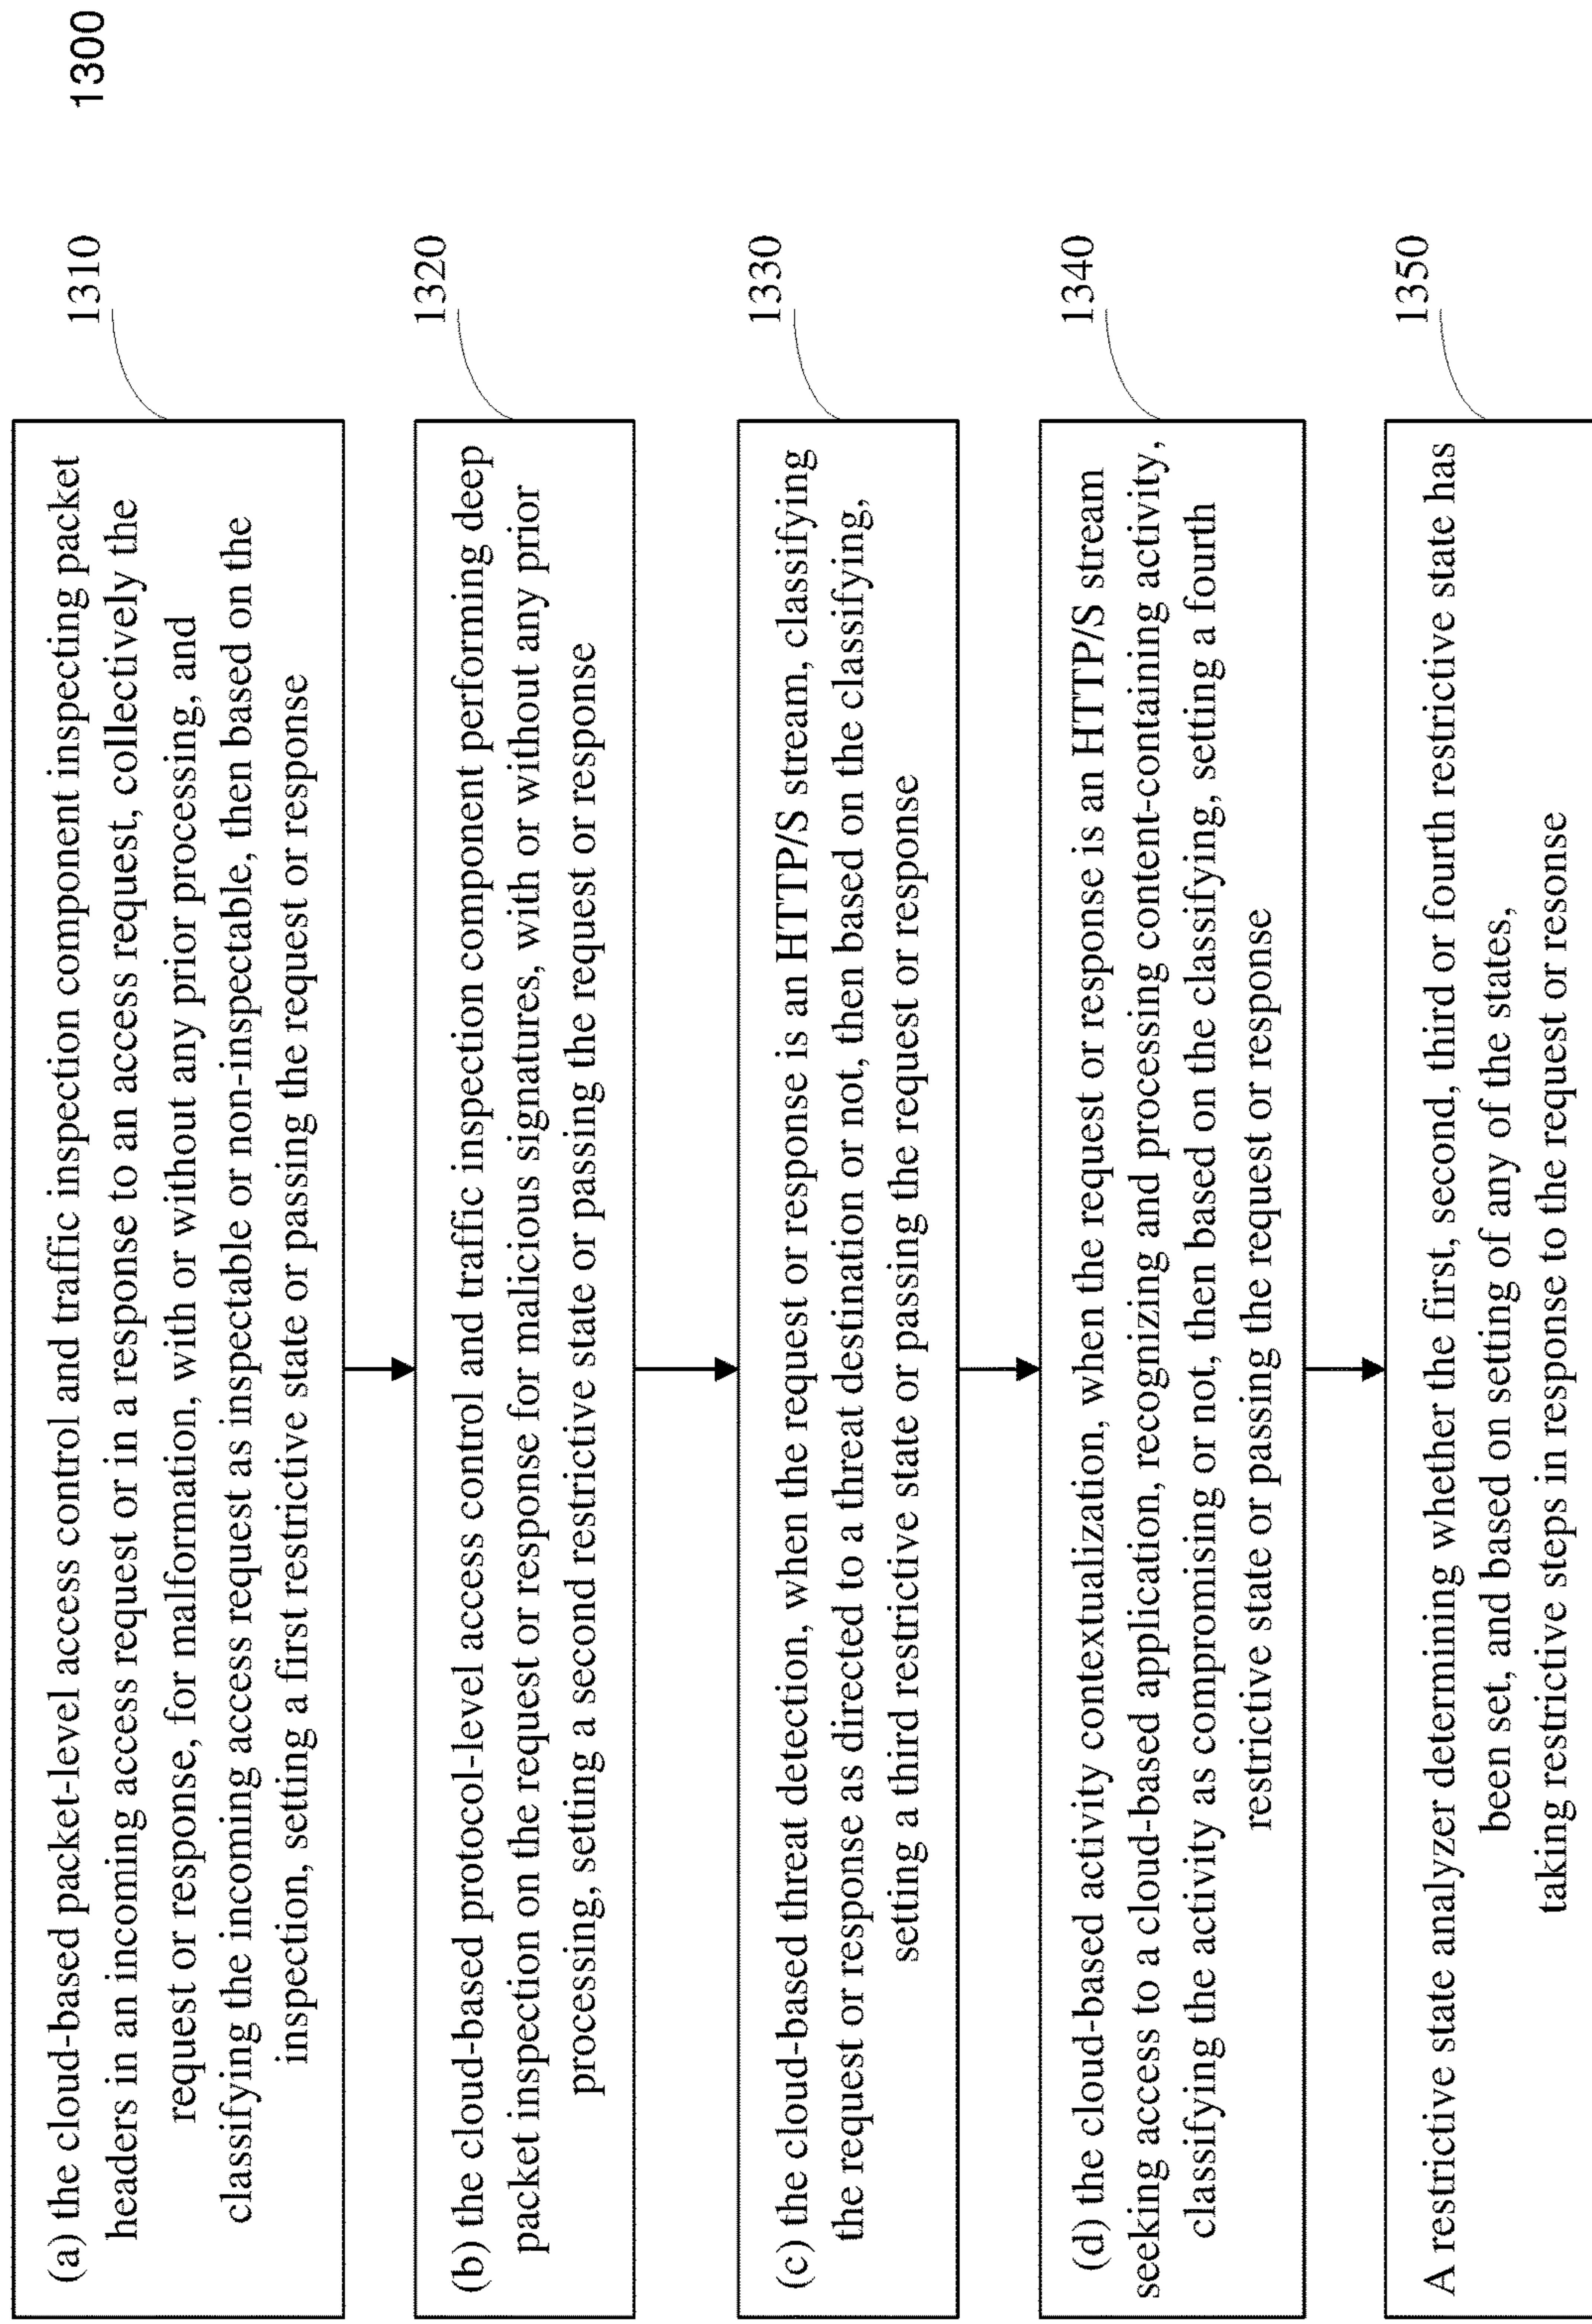 1300
(a) the cloud-based packet-level access control and traffic inspection component inspecting packet
headers in an incoming access request or in a response to an access request, collectively the
request or response, for malformation, with or without any prior processing, and
classifying the incoming access request as inspectable or non-inspectable, then based on the
inspection, setting a first restrictive state or passing the request or response
1310
(b) the cloud-based protocol-level access control and traffic inspection component performing deep
packet inspection on the request or response for malicious signatures, with or without any prior
processing, setting a second restrictive state or passing the request or response
1320
(c) the cloud-based threat detection, when the request or response is an HTTP/S stream, classifying
the request or response as directed to a threat destination or not, then based on the classifying,
setting a third restrictive state or passing the request or response
1330
(d) the cloud-based activity contextualization, when the request or response is an HTTP/S stream
seeking access to a cloud-based application, recognizing and processing content-containing activity,
classifying the activity as compromising or not, then based on the classifying, setting a fourth
restrictive state or passing the request or response
1340
A restrictive state analyzer determining whether the first, second, third or fourth restrictive state has
been set, and based on setting of any of the states,
taking restrictive steps in response to the request or resonse
1350